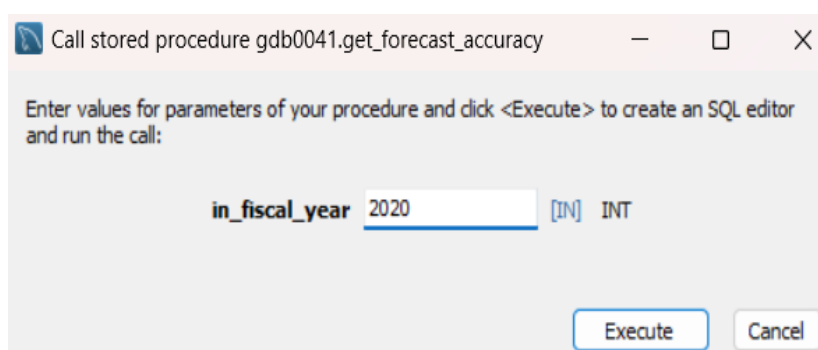 Call stored procedure gdb0041.get_forecast_accuracy
Enter values for parameters of your procedure and click <Execute> to create an SQL editor
and run the call:
in_fiscal_year 2020 [IN] INT
Execute Cancel